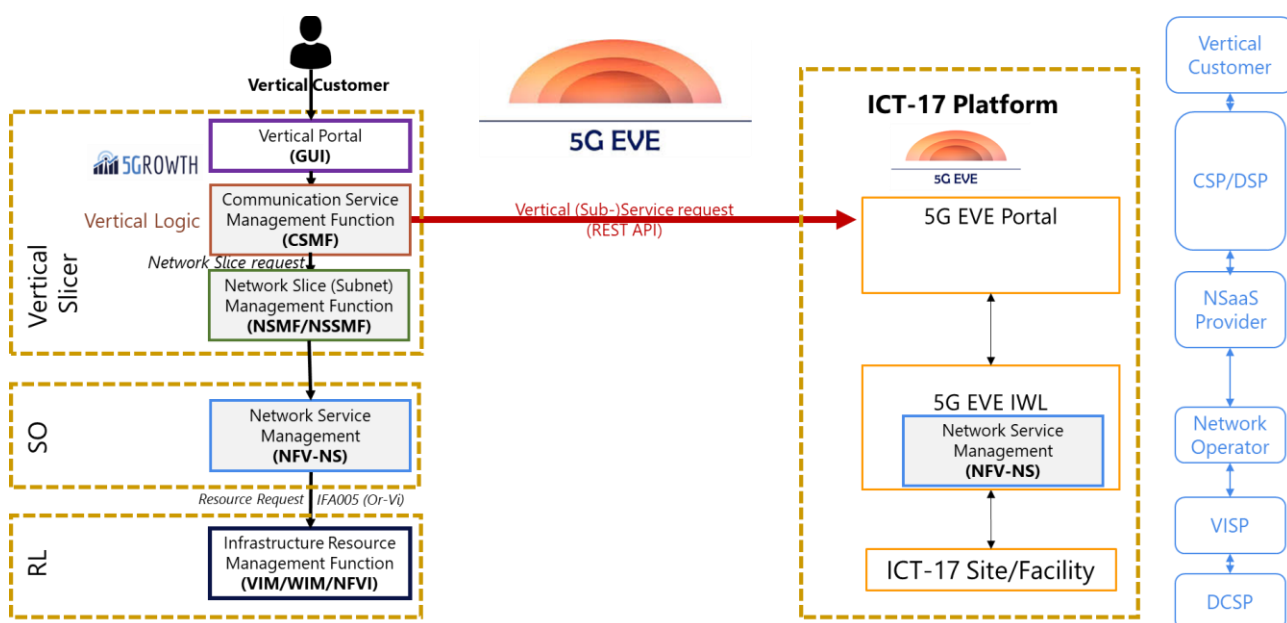 Vertical Customer
5G EVE
Vertical Slicer
5GROWTH
Vertical Portal
(GUI)
Vertical Logic
Communication Service
Management Function
(CSMF)
Network Slice request
Network Slice (Subnet)
Management Function
(NSMF/NSSMF)
Vertical (Sub-)Service request
(REST API)
SO
Network Service
Management
(NFV-NS)
Resource Request
IFA005 (Or-Vi)
RL
Infrastructure Resource
Management Function
(VIM/WIM/NFVI)
ICT-17 Platform
5G EVE
5G EVE Portal
5G EVE IWL
Network Service
Management
(NFV-NS)
ICT-17 Site/Facility
Vertical
Customer
CSP/DSP
NSaaS
Provider
Network
Operator
VISP
DCSP